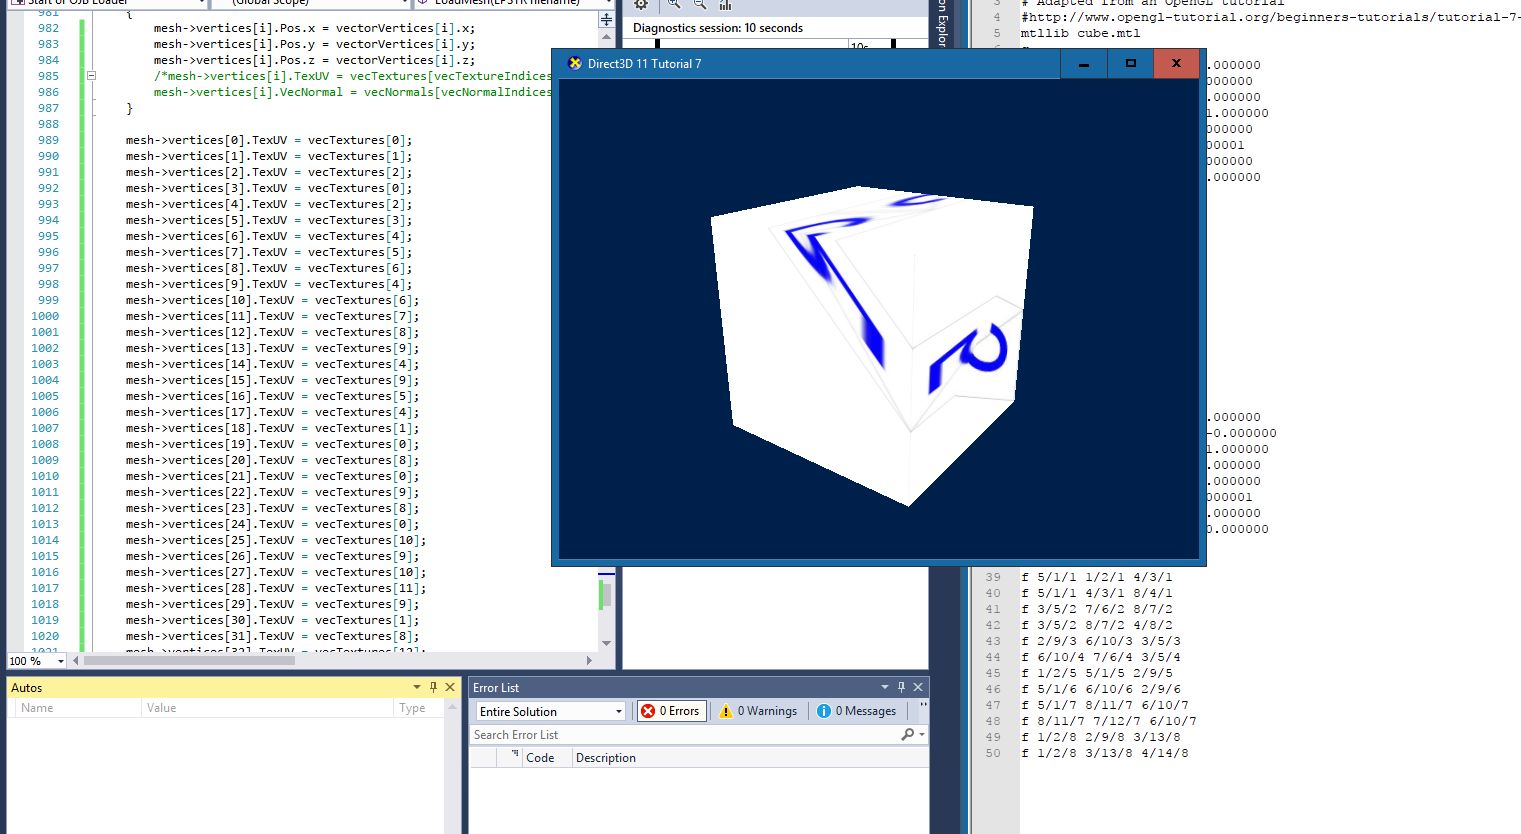 Start of OJB Loader
(Global Scope)
LoadMesh(LPSTR filename)
981 {
982 mesh->vertices[i].Pos.x = vectorVertices[i].x;
983 mesh->vertices[i].Pos.y = vectorVertices[i].y;
984 mesh->vertices[i].Pos.z = vectorVertices[i].z;
985 /*mesh->vertices[i].TexUV = vecTextures[vecTextureIndices
986 mesh->vertices[i].VecNormal = vecNormals[vecNormalIndices
987 }
988
989 mesh->vertices[0].TexUV = vecTextures[0];
990 mesh->vertices[1].TexUV = vecTextures[1];
991 mesh->vertices[2].TexUV = vecTextures[2];
992 mesh->vertices[3].TexUV = vecTextures[0];
993 mesh->vertices[4].TexUV = vecTextures[2];
994 mesh->vertices[5].TexUV = vecTextures[3];
995 mesh->vertices[6].TexUV = vecTextures[4];
996 mesh->vertices[7].TexUV = vecTextures[5];
997 mesh->vertices[8].TexUV = vecTextures[6];
998 mesh->vertices[9].TexUV = vecTextures[4];
999 mesh->vertices[10].TexUV = vecTextures[6];
1000 mesh->vertices[11].TexUV = vecTextures[7];
1001 mesh->vertices[12].TexUV = vecTextures[8];
1002 mesh->vertices[13].TexUV = vecTextures[9];
1003 mesh->vertices[14].TexUV = vecTextures[4];
1004 mesh->vertices[15].TexUV = vecTextures[9];
1005 mesh->vertices[16].TexUV = vecTextures[5];
1006 mesh->vertices[17].TexUV = vecTextures[4];
1007 mesh->vertices[18].TexUV = vecTextures[1];
1008 mesh->vertices[19].TexUV = vecTextures[0];
1009 mesh->vertices[20].TexUV = vecTextures[8];
1010 mesh->vertices[21].TexUV = vecTextures[0];
1011 mesh->vertices[22].TexUV = vecTextures[9];
1012 mesh->vertices[23].TexUV = vecTextures[8];
1013 mesh->vertices[24].TexUV = vecTextures[0];
1014 mesh->vertices[25].TexUV = vecTextures[10];
1015 mesh->vertices[26].TexUV = vecTextures[9];
1016 mesh->vertices[27].TexUV = vecTextures[10];
1017 mesh->vertices[28].TexUV = vecTextures[11];
1018 mesh->vertices[29].TexUV = vecTextures[9];
1019 mesh->vertices[30].TexUV = vecTextures[1];
1020 mesh->vertices[31].TexUV = vecTextures[8];
1021 mesh->vertices[32].TexUV = vecTextures[12];
100 %
Diagnostics session: 10 seconds
10s
Direct3D 11 Tutorial 7
3 # Adapted from an OpenGL tutorial
4 #http://www.opengl-tutorial.org/beginners-tutorials/tutorial-7-
5 mtllib cube.mtl
.000000
000000
.000000
1.000000
000000
00001
000000
.000000
.000000
-0.000000
1.000000
.000000
.000000
000001
.000000
0.000000
39 f 5/1/1 1/2/1 4/3/1
40 f 5/1/1 4/3/1 8/4/1
41 f 3/5/2 7/6/2 8/7/2
42 f 3/5/2 8/7/2 4/8/2
43 f 2/9/3 6/10/3 3/5/3
44 f 6/10/4 7/6/4 3/5/4
45 f 1/2/5 5/1/5 2/9/5
46 f 5/1/6 6/10/6 2/9/6
47 f 5/1/7 8/11/7 6/10/7
48 f 8/11/7 7/12/7 6/10/7
49 f 1/2/8 2/9/8 3/13/8
50 f 1/2/8 3/13/8 4/14/8
Autos
Name Value Type
Error List
Entire Solution
0 Errors
0 Warnings
0 Messages
Search Error List
Code Description